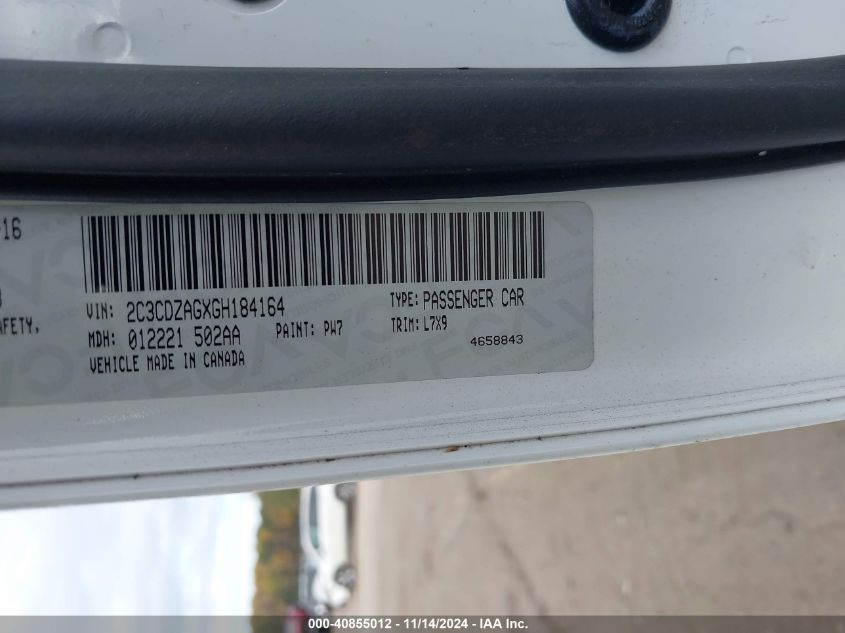 -16
AFETY,
VIN: 2C3CDZAGXGH184164
TYPE: PASSENGER CAR
MDH: 012221 502AA
PAINT: PW7
TRIM: L7X9
VEHICLE MADE IN CANADA
4658843
000-40855012 - 11/14/2024 - IAA Inc.